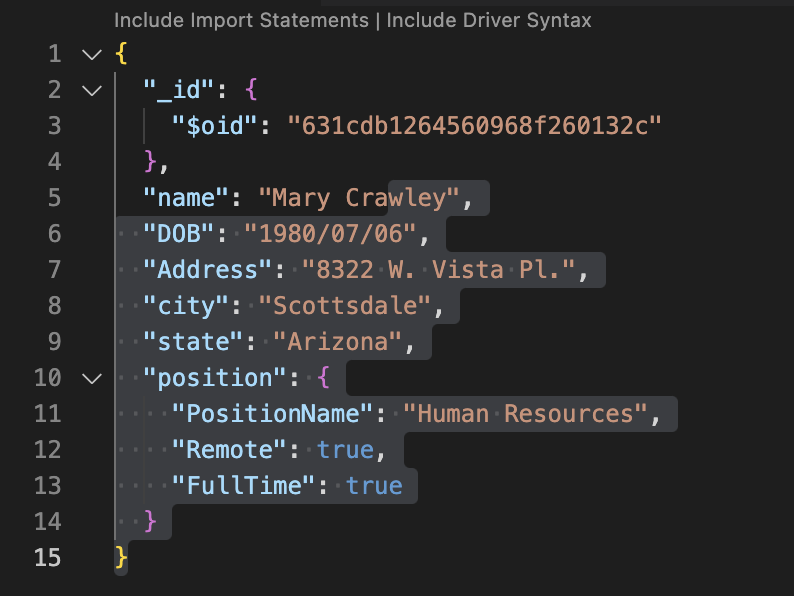 Include Import Statements | Include Driver Syntax
1 {
2 "_id": {
3 "$oid": "631cdb1264560968f260132c"
4 },
5 "name": "Mary Crawley",
6 "DOB": "1980/07/06",
7 "Address": "8322 W. Vista Pl.",
8 "city": "Scottsdale",
9 "state": "Arizona",
10 "position": {
11 "PositionName": "Human Resources",
12 "Remote": true,
13 "FullTime": true
14 }
15 }